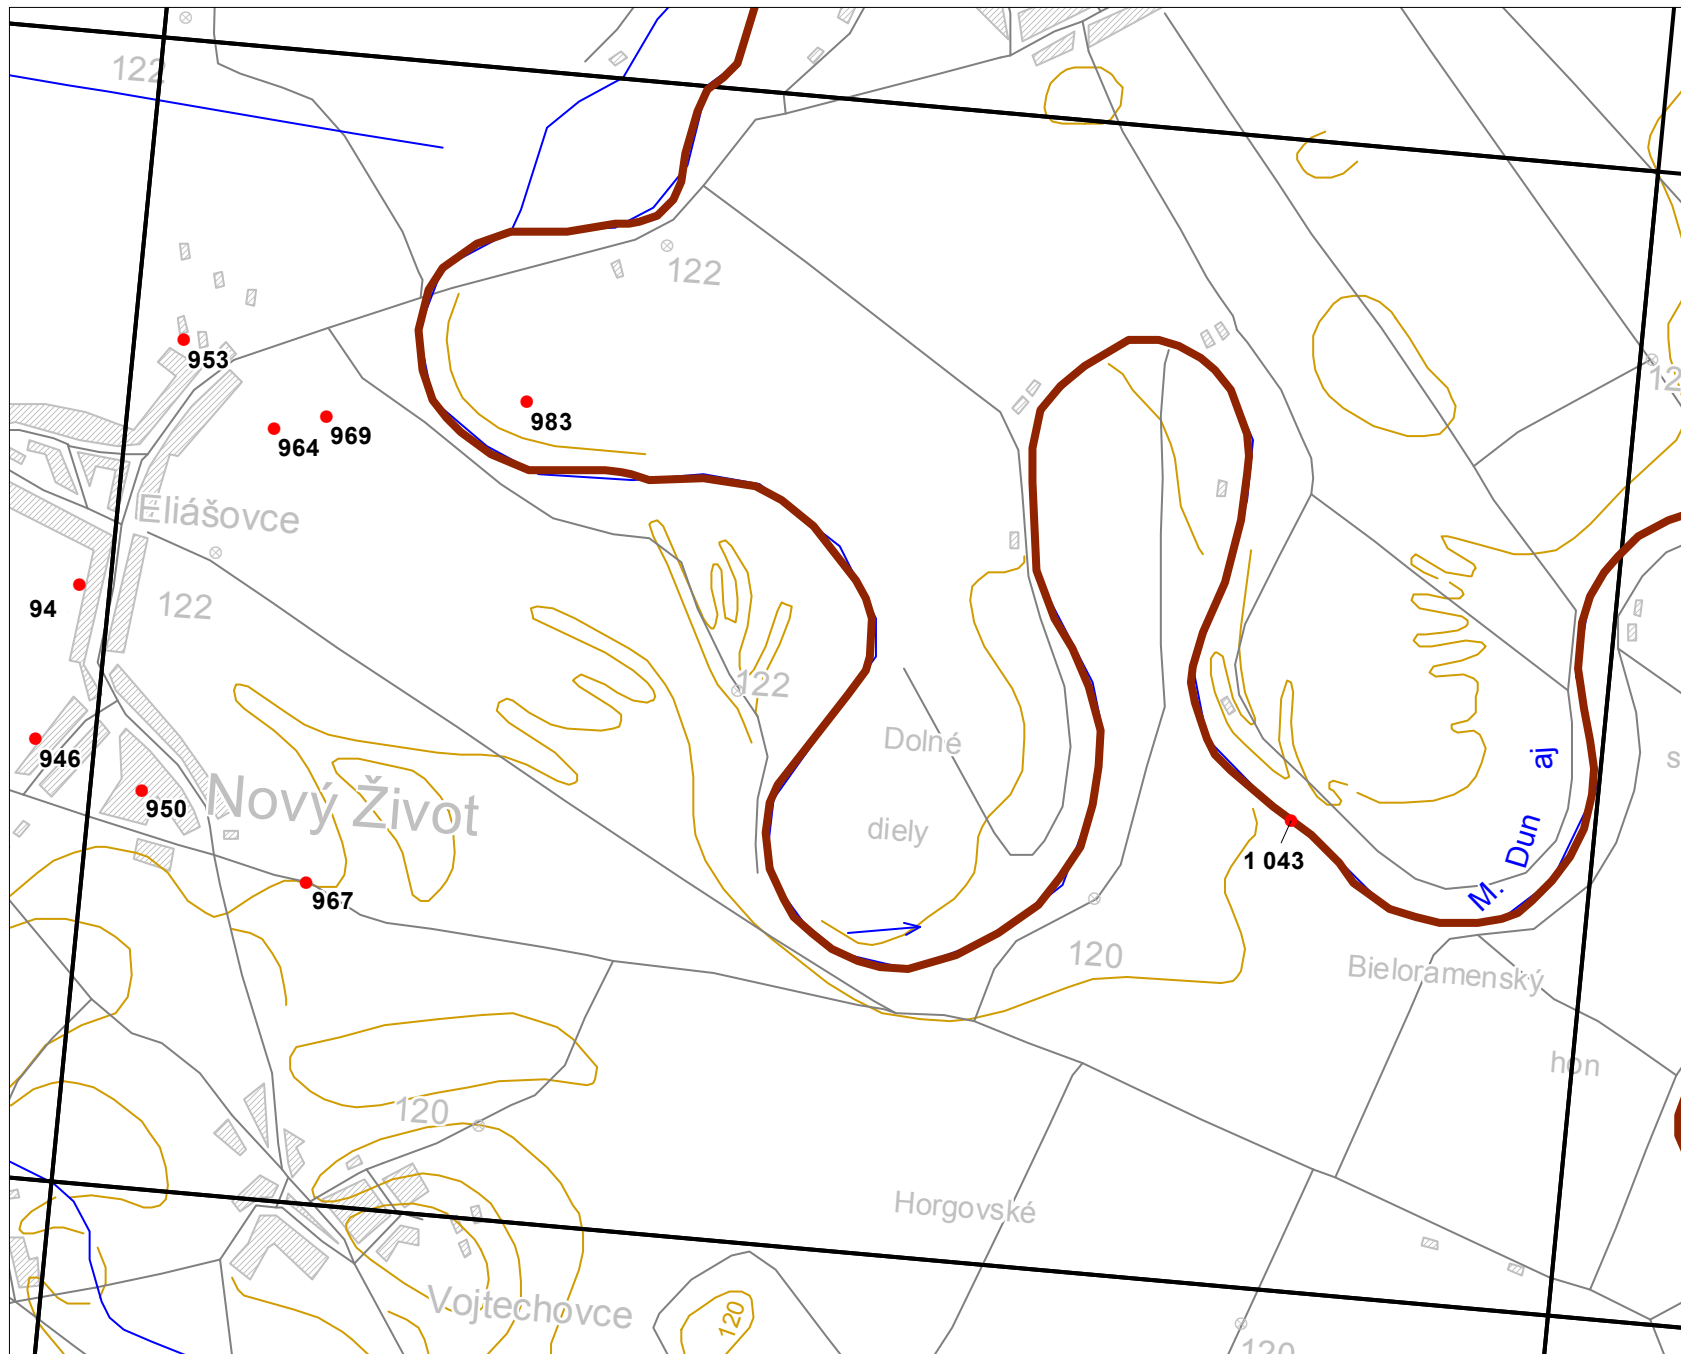 122
122
953
983
969
964
Eliášovce
94
122
122
Dolné
M. Dun aj
946
950
Nový Život
diely
1 043
967
120
Bieloramenský
hon
120
Horgovské
Vojtechovce
120
120